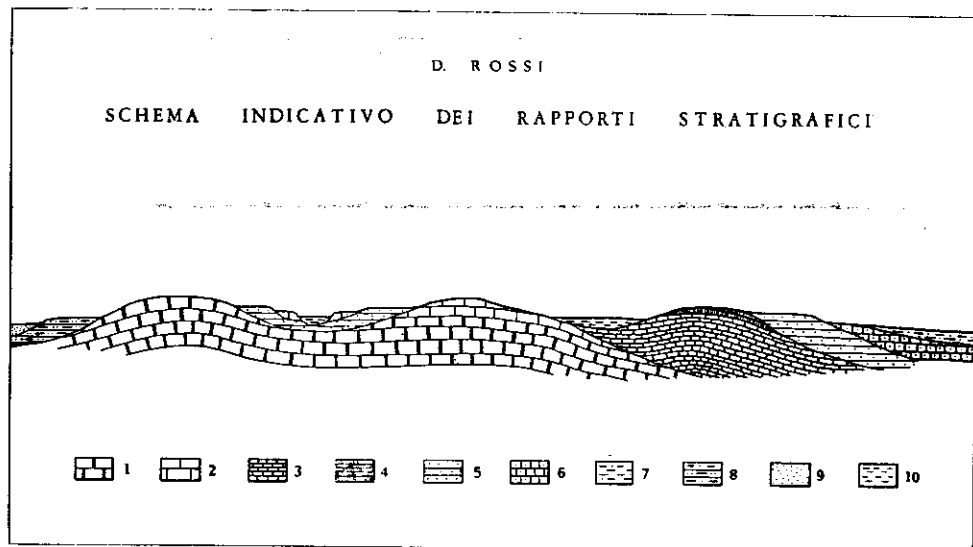 D. ROSSI
SCHEMA INDICATIVO DEI RAPPORTI STRATIGRAFICI
1 2 3 4 5 6 7 8 9 10